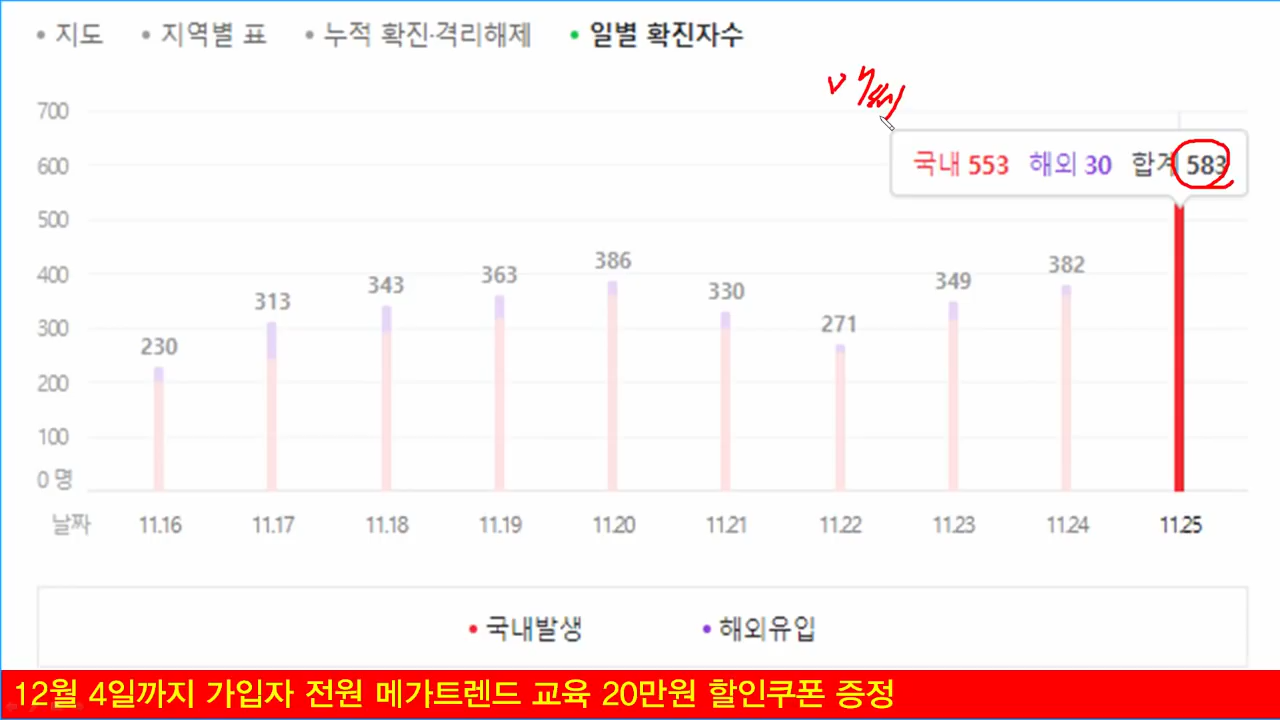 지도 지역별 표 누적 확진·격리해제 일별 확진자수
700
국내 553 해외 30 합계 583
600
500
400
300
200
100
0 명
230 313 343 363 386 330 271 349 382
날짜 11.16 11.17 11.18 11.19 11.20 11.21 11.22 11.23 11.24 11.25
국내발생 해외유입
12월 4일까지 가입자 전원 메가트렌드 교육 20만원 할인쿠폰 증정